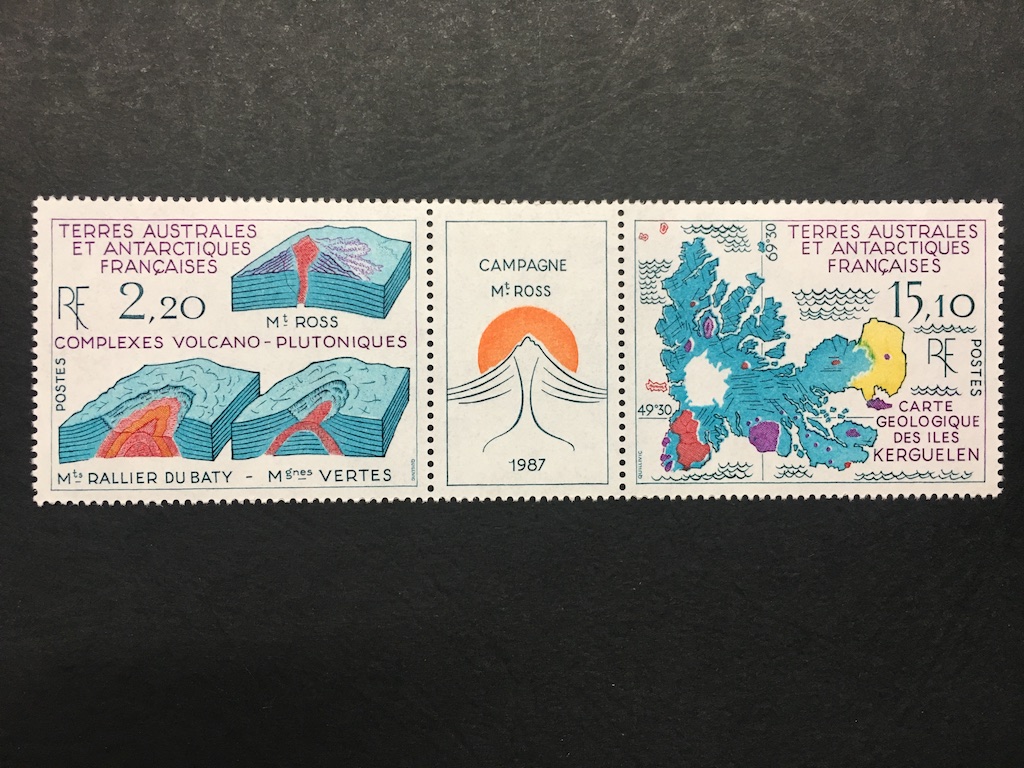 TERRES AUSTRALES
ET ANTARCTIQUES
FRANÇAISES
RF 2,20
Mt ROSS
COMPLEXES VOLCANO-PLUTONIQUES
POSTES
Mts RALLIER DU BATY - Mgnes VERTES
CAMPAGNE
Mt ROSS
1987
TERRES AUSTRALES
ET ANTARCTIQUES
FRANÇAISES
69°30
15,10
RF
POSTES
49°30
CARTE
GEOLOGIQUE
DES ILES
KERGUELEN
QUILLIVIC